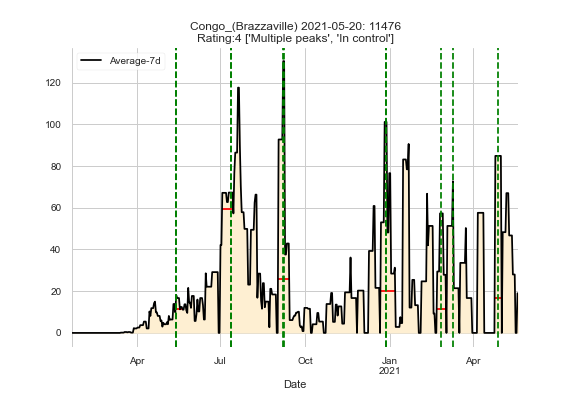 Congo_(Brazzaville) 2021-05-20: 11476
Rating:4 ['Multiple peaks', 'In control']
Average-7d
120
100
80
60
40
20
0
Apr
Jul
Oct
Jan
2021
Apr
Date